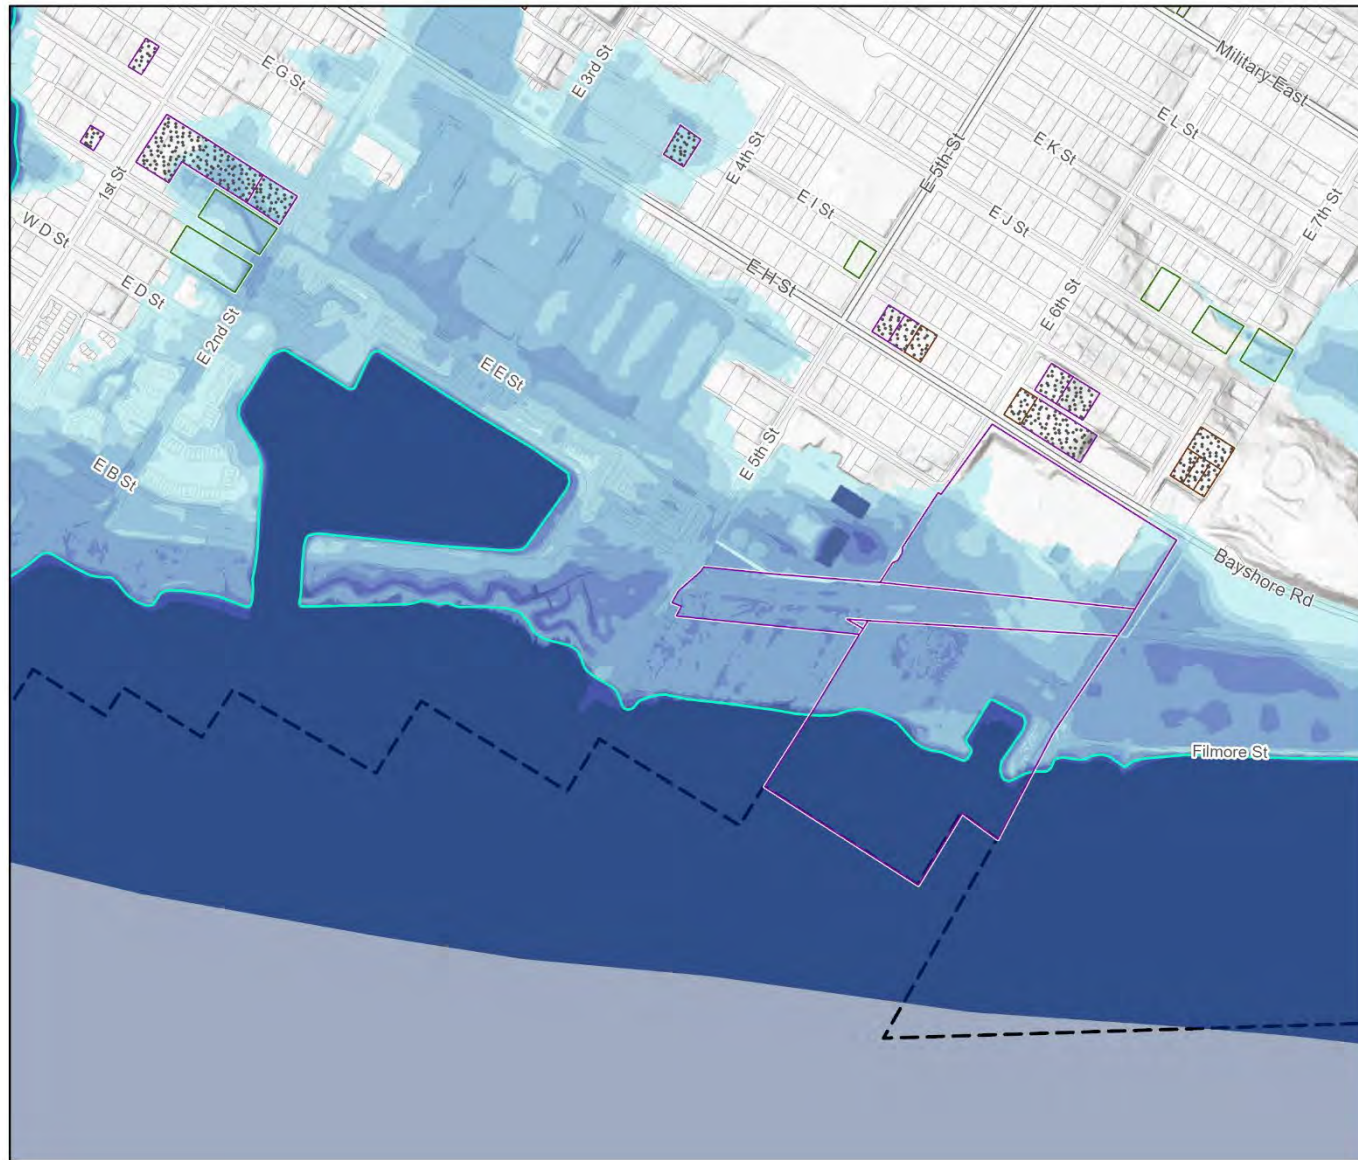 Military East
E 3rd St
E G St
E L St
E K St
E 4th St
E 5th St
1st St
E I St
E J St
E 7th St
W D St
E H St
E D St
E 6th St
E 2nd St
E E St
E 5th St
E B St
Bayshore Rd
Filmore St